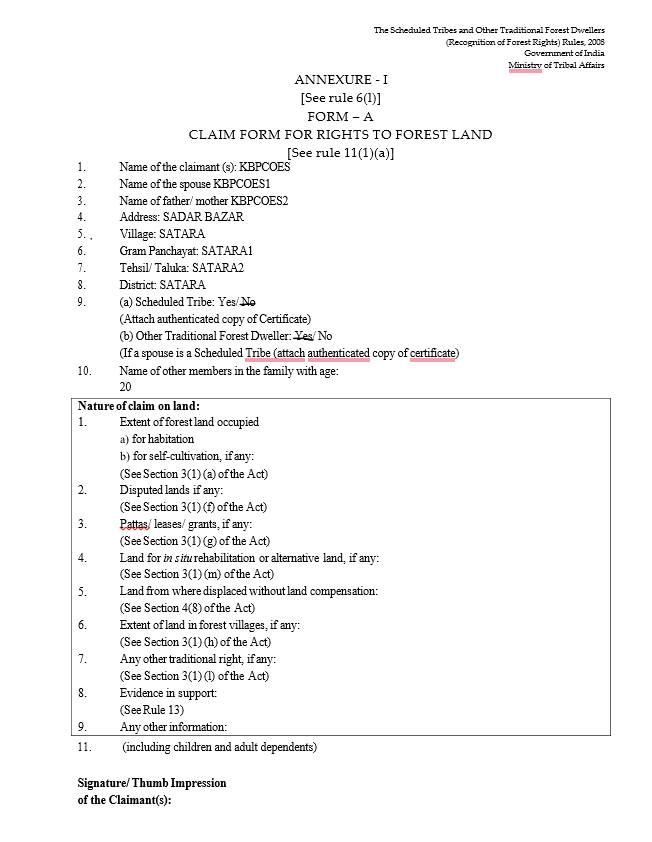 The Scheduled Tribes and Other Traditional Forest Dwellers
(Recognition of Forest Rights) Rules, 2008
Government of India
Ministry of Tribal Affairs
ANNEXURE - I
[See rule 6(l)]
FORM – A
CLAIM FORM FOR RIGHTS TO FOREST LAND
[See rule 11(1)(a)]
1. Name of the claimant (s): KBPCOES
2. Name of the spouse KBPCOES1
3. Name of father/ mother KBPCOES2
4. Address: SADAR BAZAR
5. . Village: SATARA
6. Gram Panchayat: SATARA1
7. Tehsil/ Taluka: SATARA2
8. District: SATARA
9. (a) Scheduled Tribe: Yes/ No
(Attach authenticated copy of Certificate)
(b) Other Traditional Forest Dweller: Yes/ No
(If a spouse is a Scheduled Tribe (attach authenticated copy of certificate)
10. Name of other members in the family with age:
20
Nature of claim on land:
1. Extent of forest land occupied
a) for habitation
b) for self-cultivation, if any:
(See Section 3(1) (a) of the Act)
2. Disputed lands if any:
(See Section 3(1) (f) of the Act)
3. Pattas/ leases/ grants, if any:
(See Section 3(1) (g) of the Act)
4. Land for in situ rehabilitation or alternative land, if any:
(See Section 3(1) (m) of the Act)
5. Land from where displaced without land compensation:
(See Section 4(8) of the Act)
6. Extent of land in forest villages, if any:
(See Section 3(1) (h) of the Act)
7. Any other traditional right, if any:
(See Section 3(1) (l) of the Act)
8. Evidence in support:
(See Rule 13)
9. Any other information:
11. (including children and adult dependents)
Signature/ Thumb Impression
of the Claimant(s):